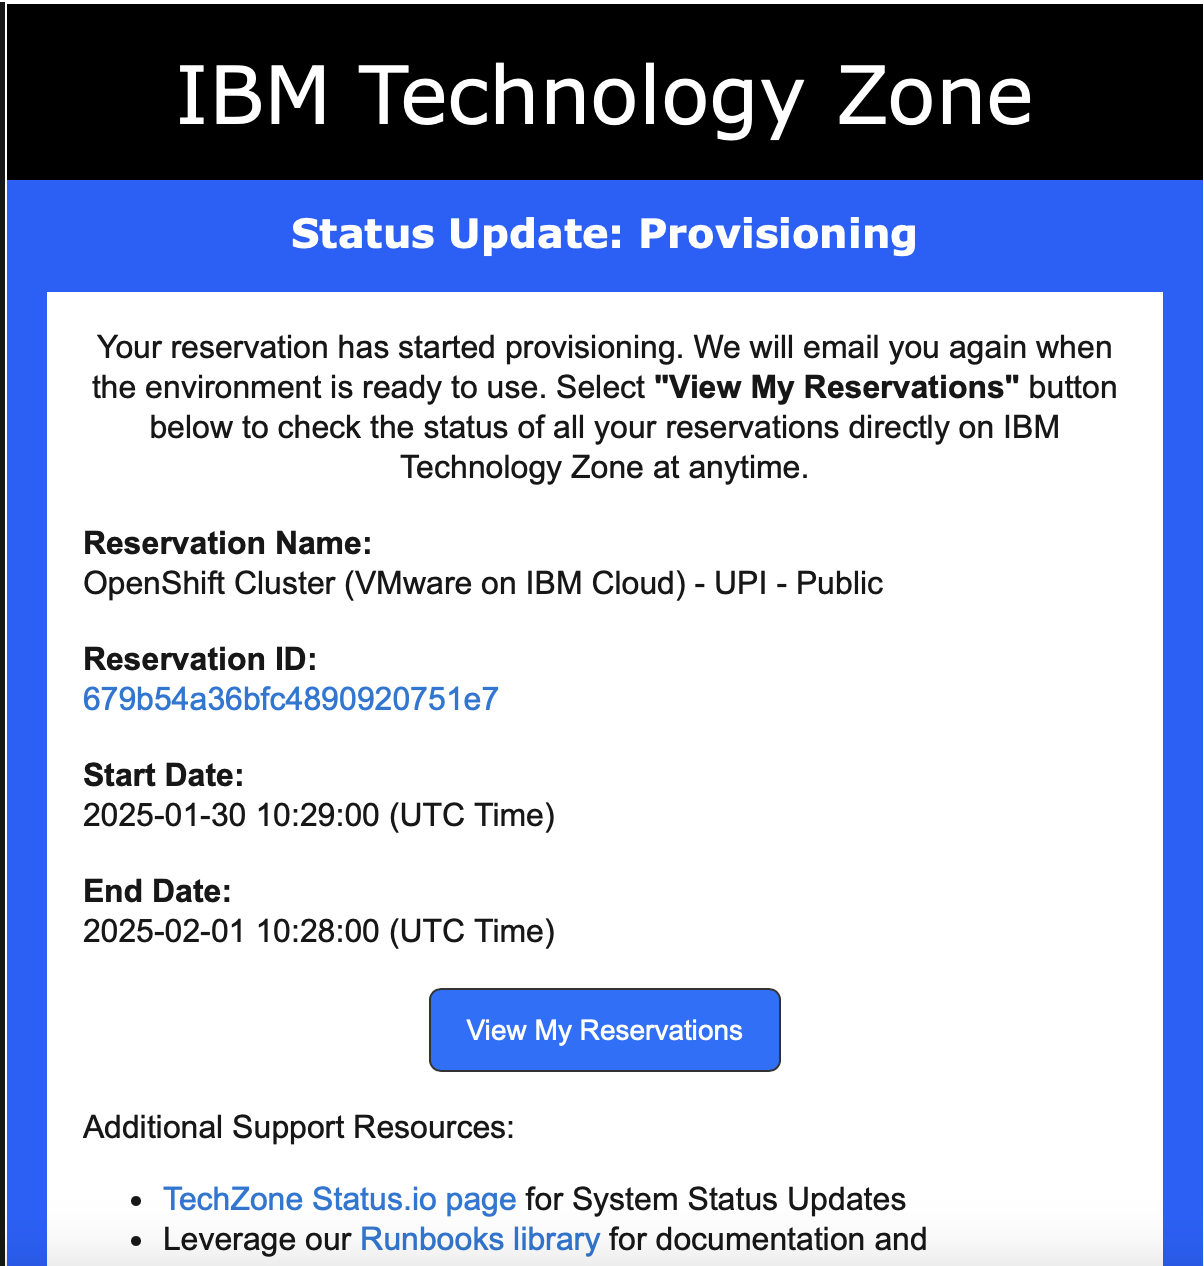 IBM Technology Zone
Status Update: Provisioning
Your reservation has started provisioning. We will email you again when
the environment is ready to use. Select "View My Reservations" button
below to check the status of all your reservations directly on IBM
Technology Zone at anytime.
Reservation Name:
OpenShift Cluster (VMware on IBM Cloud) - UPI - Public
Reservation ID:
679b54a36bfc4890920751e7
Start Date:
2025-01-30 10:29:00 (UTC Time)
End Date:
2025-02-01 10:28:00 (UTC Time)
View My Reservations
Additional Support Resources:
• TechZone Status.io page for System Status Updates
• Leverage our Runbooks library for documentation and